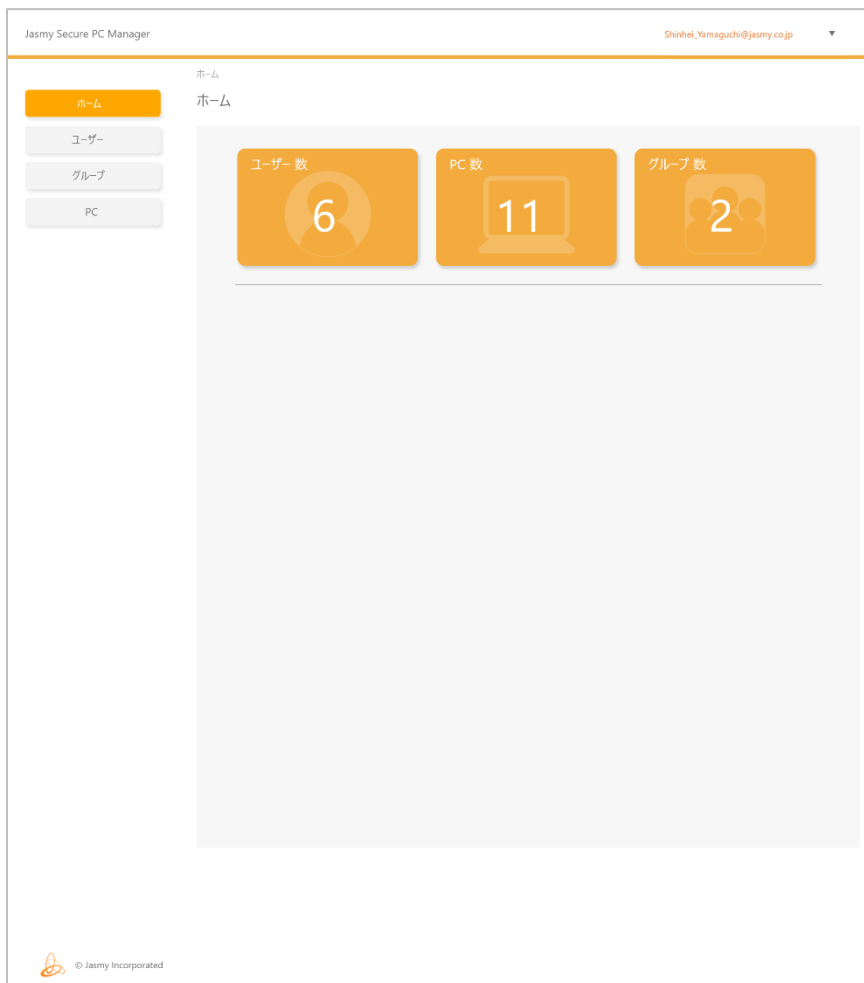 Jasmy Secure PC Manager
Shinhei_Yamaguchi@jasmy.co.jp ▼
ホーム
ホーム
ホーム
ユーザー
グループ
PC
ユーザー 数
6
PC 数
11
グループ 数
2
© Jasmy Incorporated